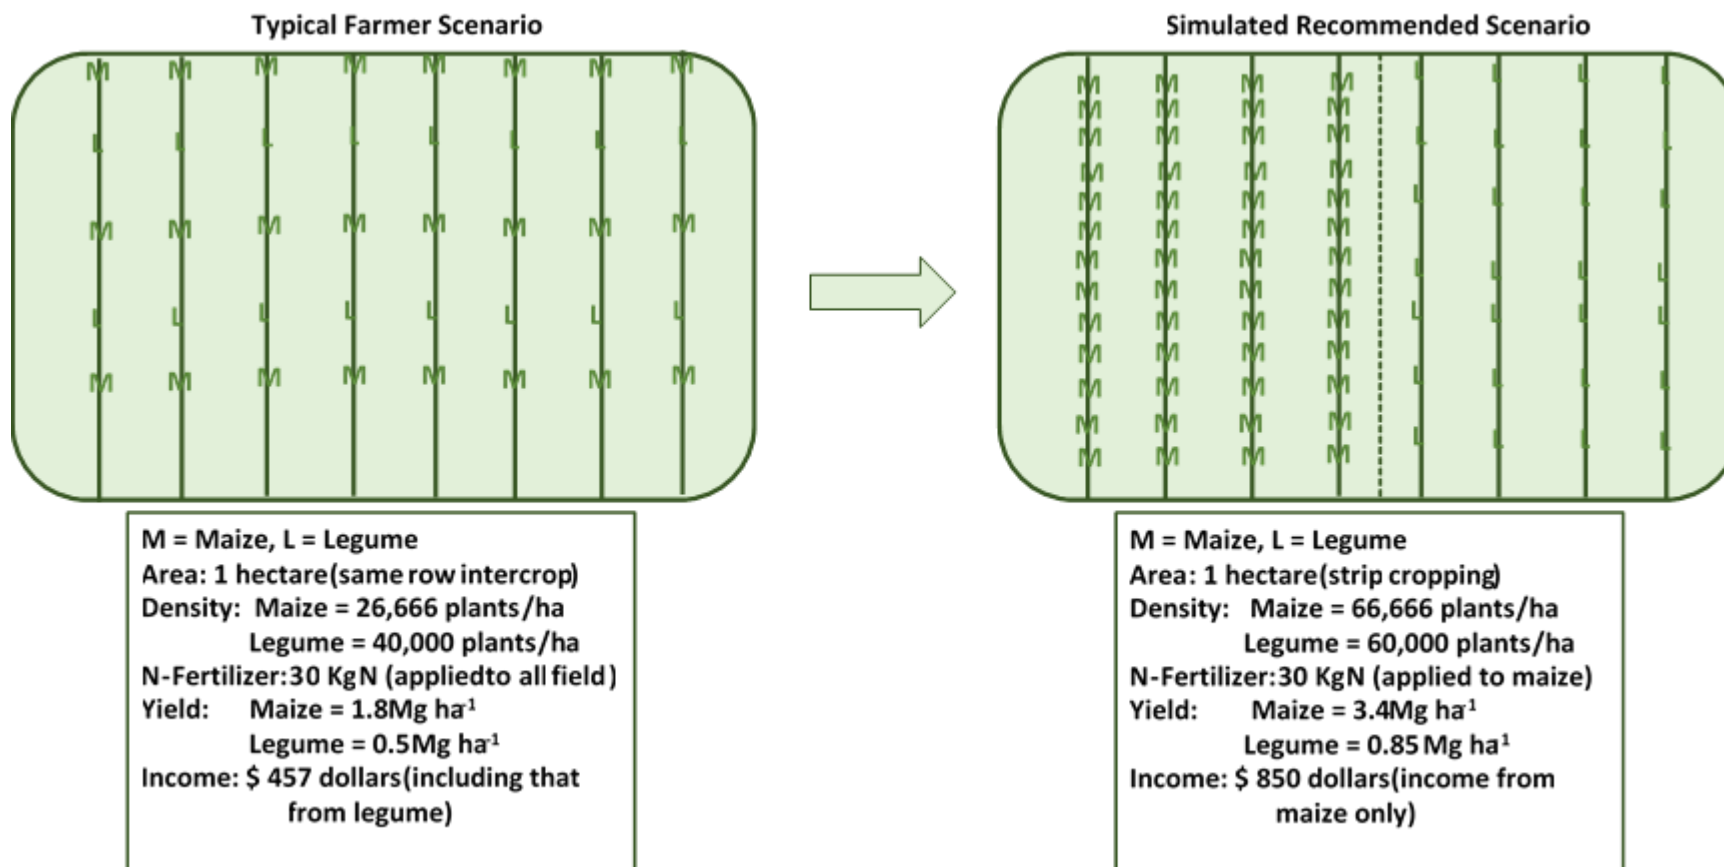 Typical Farmer Scenario
M M M M M M M M
L L L L L L L L
M M M M M M M M
L L L L L L L L
M M M M M M M M
M = Maize, L = Legume
Area: 1 hectare(same row intercrop)
Density: Maize = 26,666 plants/ha
Legume = 40,000 plants/ha
N-Fertilizer:30 KgN (appliedto all field)
Yield: Maize = 1.8Mg ha-1
Legume = 0.5Mg ha-1
Income: $ 457 dollars(including that
from legume)
Simulated Recommended Scenario
M M M M L L L L
M M M M
M M M M L L L L
M M M M
M M M M L L L L
M M M M
M M M M L L L L
M M M M
M M M M L L L L
M M M M
M M M M L L L L
M M M M L L L L
M M M M
M = Maize, L = Legume
Area: 1 hectare(strip cropping)
Density: Maize = 66,666 plants/ha
Legume = 60,000 plants/ha
N-Fertilizer:30 KgN (applied to maize)
Yield: Maize = 3.4Mg ha-1
Legume = 0.85 Mg ha1
Income: $ 850 dollars(income from
maize only)